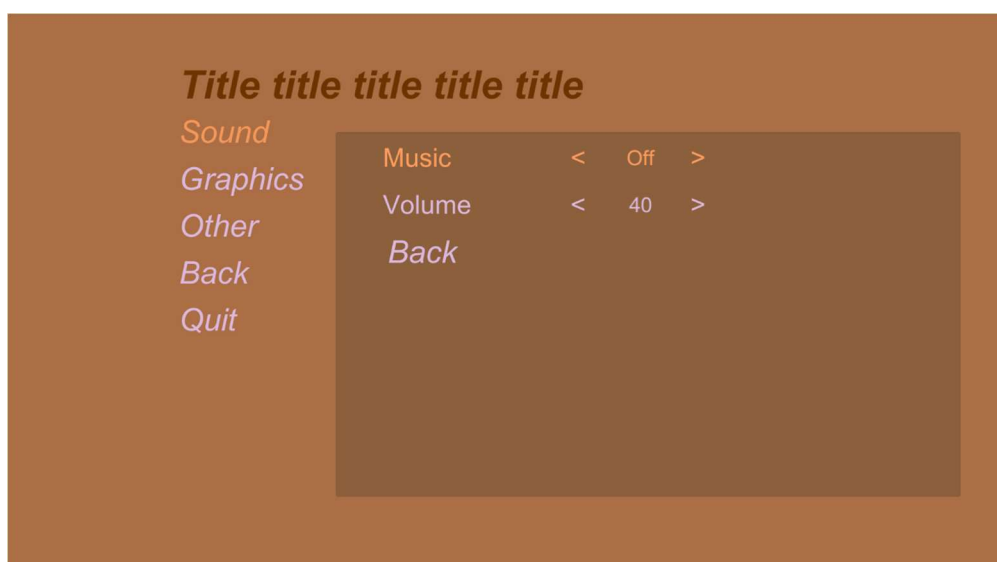 Title title title title title
Sound
Graphics
Other
Back
Quit
Music < Off >
Volume < 40 >
Back